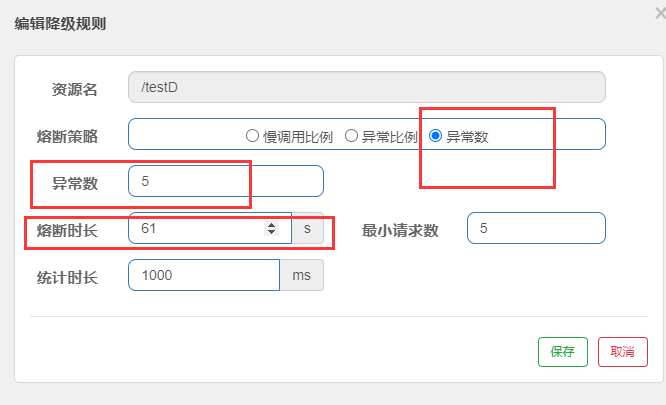 编辑降级规则
资源名 /testD
熔断策略 慢调用比例 异常比例 异常数
异常数 5
熔断时长 61 s 最小请求数 5
统计时长 1000 ms
保存 取消